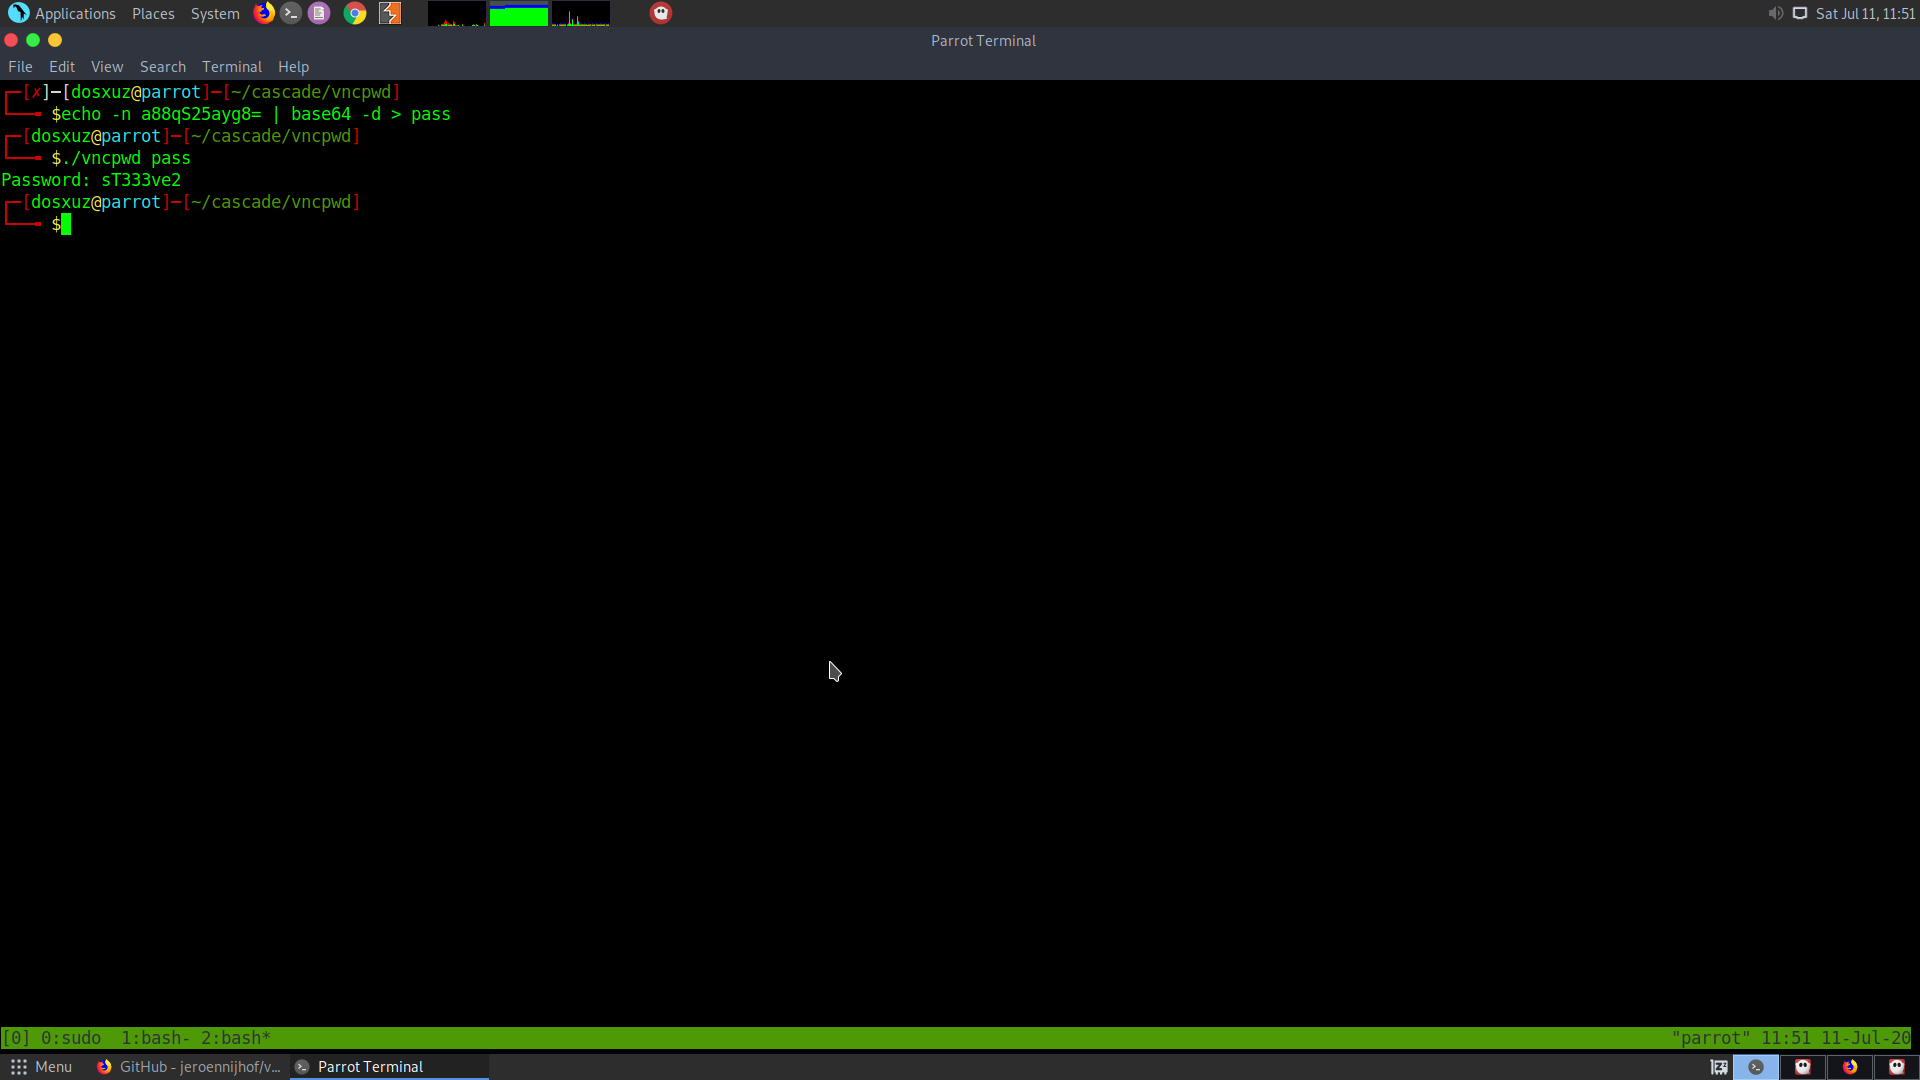 Applications Places System Sat Jul 11, 11:51
Parrot Terminal
File Edit View Search Terminal Help
┌─[✗]─[dosxuz@parrot]─[~/cascade/vncpwd]
└──╼ $echo -n a88qS25ayg8= | base64 -d > pass
┌─[dosxuz@parrot]─[~/cascade/vncpwd]
└──╼ $./vncpwd pass
Password: sT333ve2
┌─[dosxuz@parrot]─[~/cascade/vncpwd]
└──╼ $
[0] 0:sudo  1:bash- 2:bash* "parrot" 11:51 11-Jul-20
Menu GitHub - jeroennijhof/v... Parrot Terminal